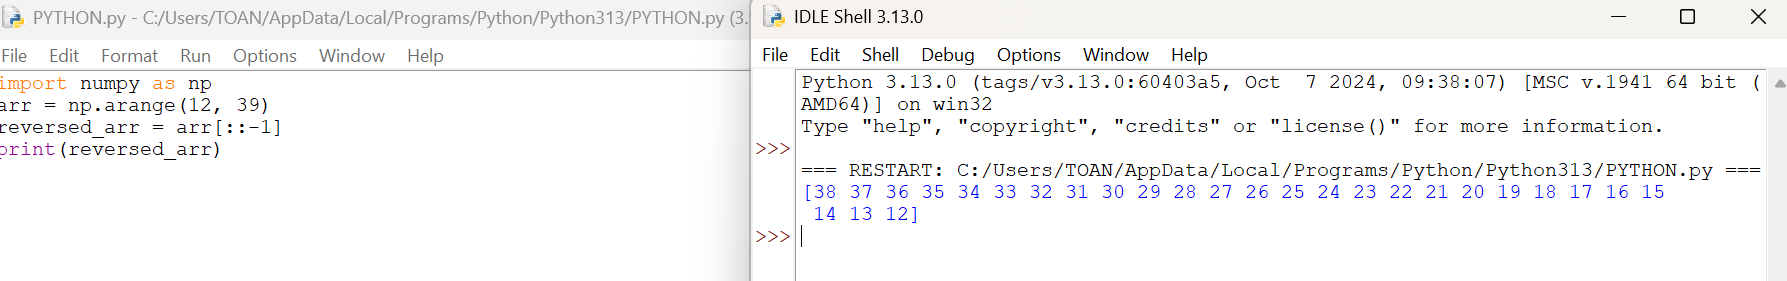 PYTHON.py - C:/Users/TOAN/AppData/Local/Programs/Python/Python313/PYTHON.py (3.
File Edit Format Run Options Window Help
import numpy as np
arr = np.arange(12, 39)
reversed_arr = arr[::-1]
print(reversed_arr)
IDLE Shell 3.13.0
File Edit Shell Debug Options Window Help
Python 3.13.0 (tags/v3.13.0:60403a5, Oct  7 2024, 09:38:07) [MSC v.1941 64 bit (
AMD64)] on win32
Type "help", "copyright", "credits" or "license()" for more information.
>>>
=== RESTART: C:/Users/TOAN/AppData/Local/Programs/Python/Python313/PYTHON.py ===
[38 37 36 35 34 33 32 31 30 29 28 27 26 25 24 23 22 21 20 19 18 17 16 15
 14 13 12]
>>>